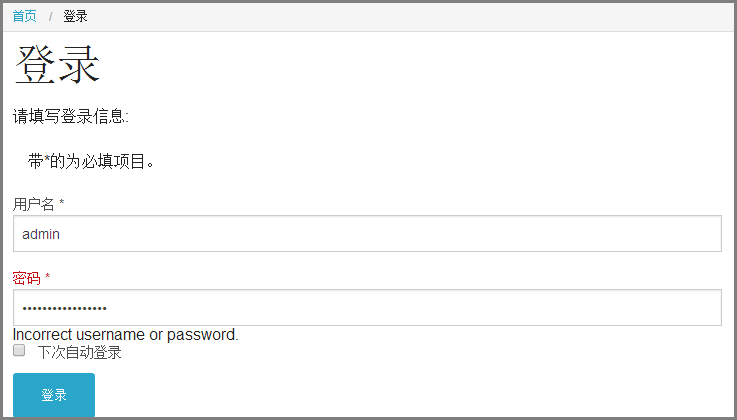 首页 / 登录
登录
请填写登录信息:
带*的为必填项目。
用户名 *
admin
密码 *
•••••••••••••••••
Incorrect username or password.
下次自动登录
登录